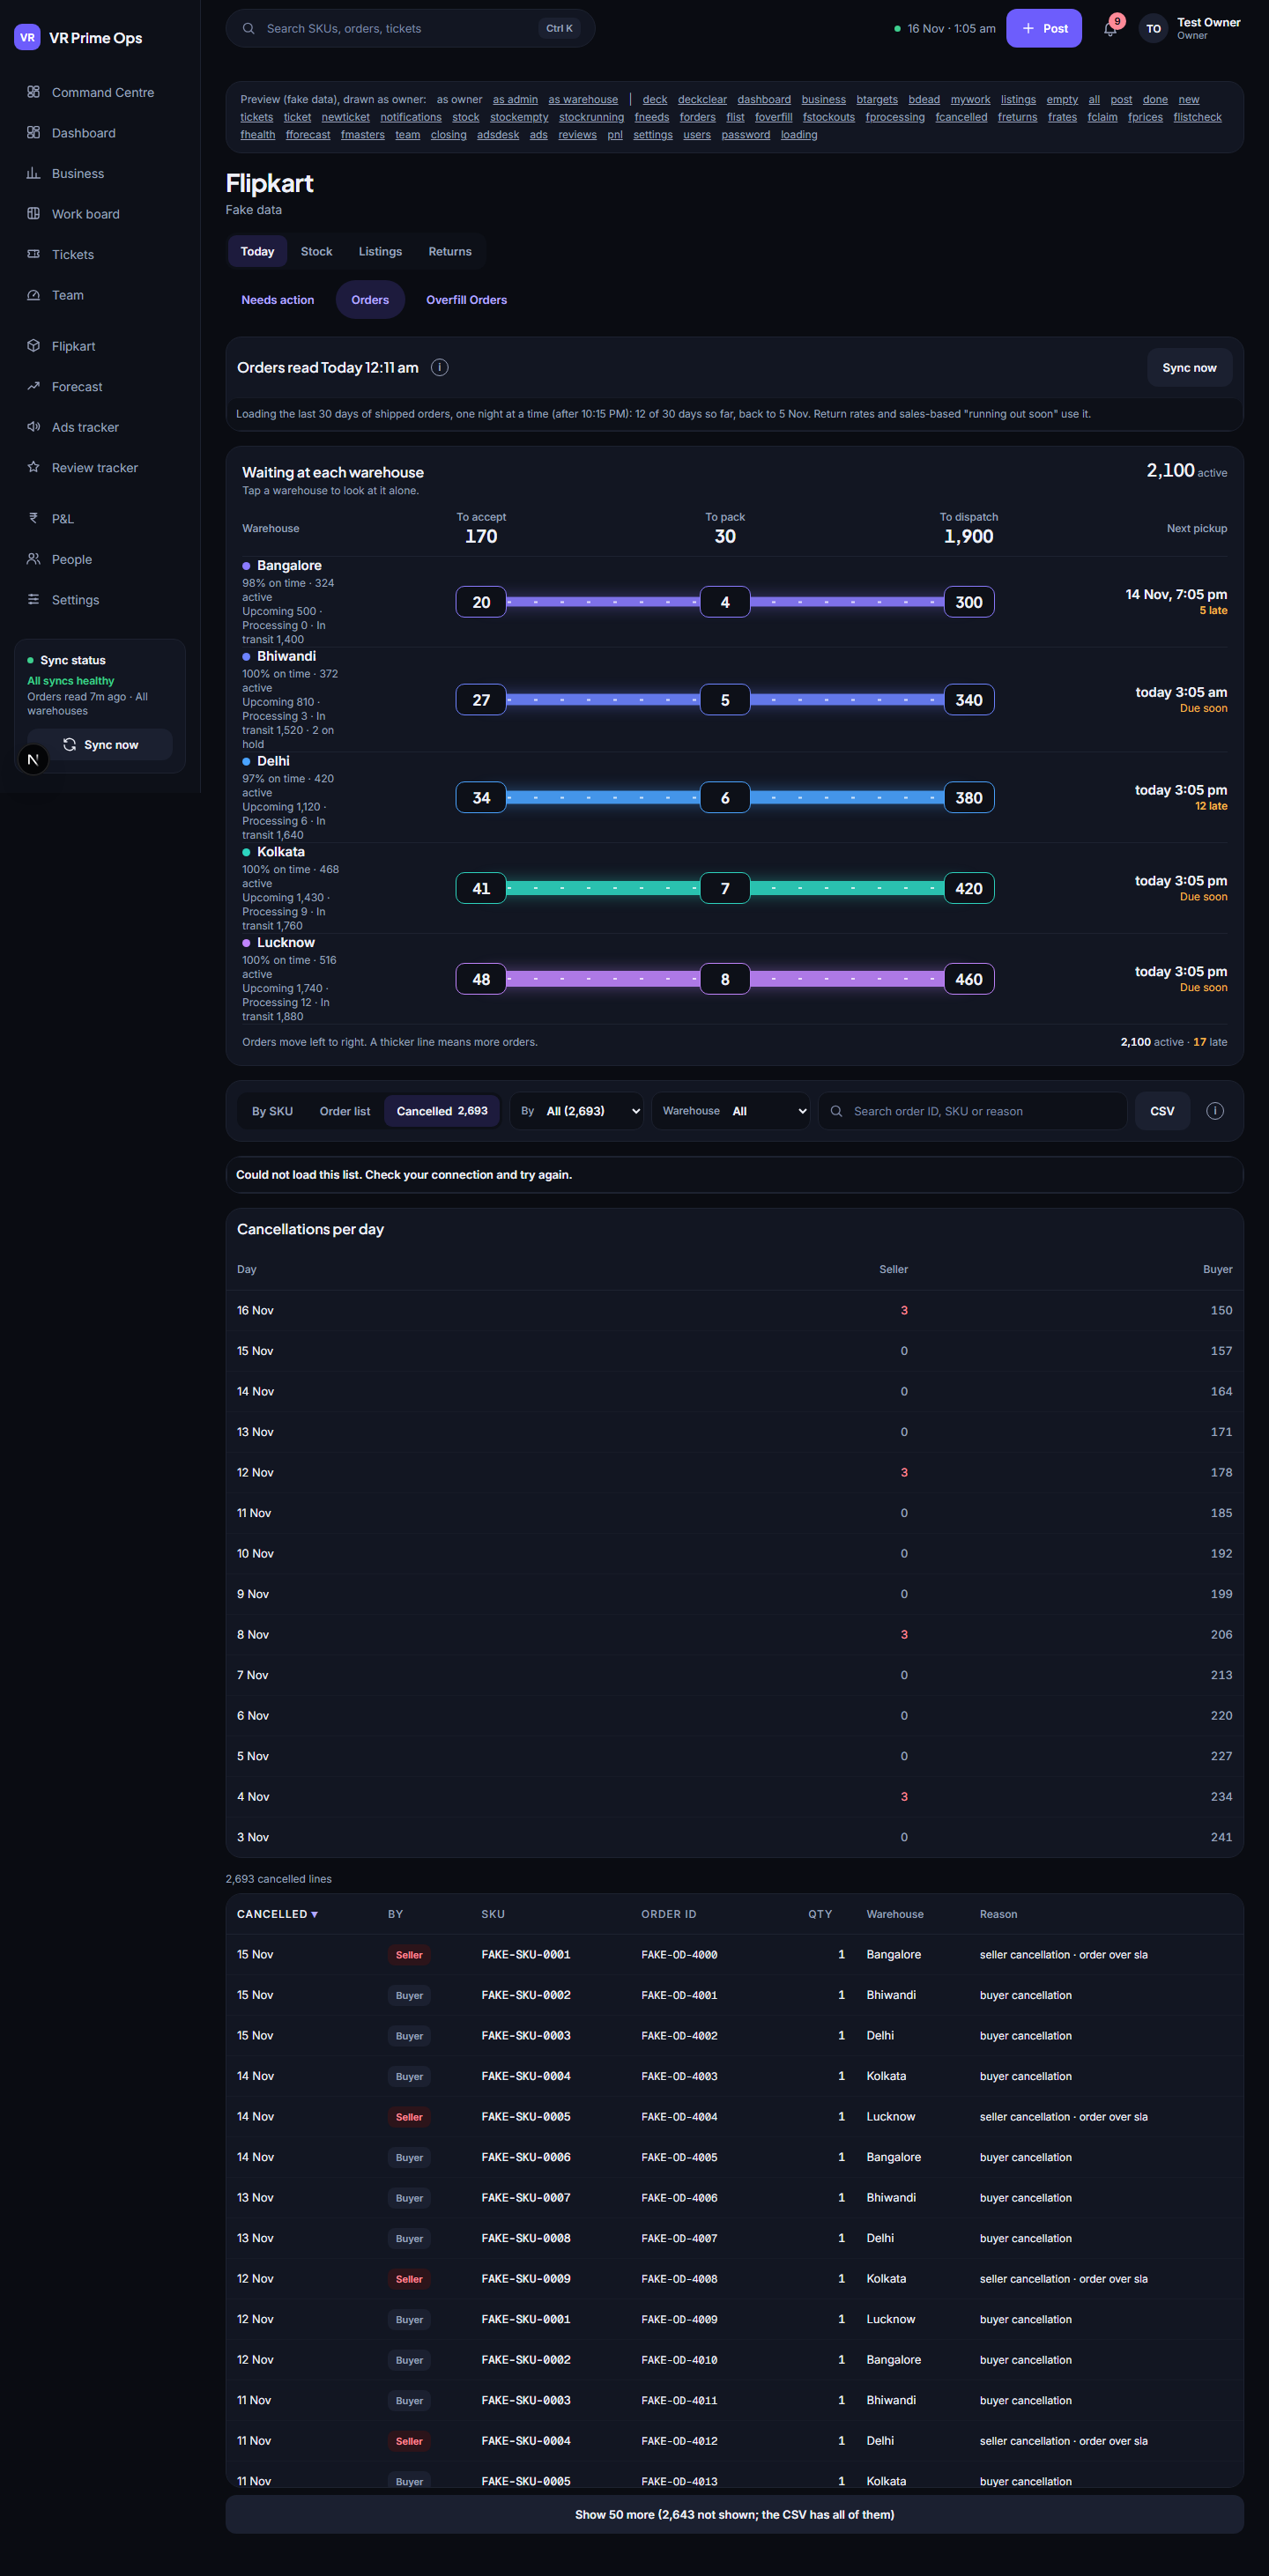 VR VR Prime Ops
Search SKUs, orders, tickets Ctrl K
16 Nov · 1:05 am
+ Post
9
TO Test Owner
Owner
Command Centre
Dashboard
Business
Work board
Tickets
Team
Flipkart
Forecast
Ads tracker
Review tracker
P&L
People
Settings
Sync status
All syncs healthy
Orders read 7m ago · All
warehouses
Sync now
N
Preview (fake data), drawn as owner: as owner as admin as warehouse | deck deckclear dashboard business btargets bdead mywork listings empty all post done new
tickets ticket newticket notifications stock stockempty stockrunning fneeds forders flist foverfill fstockouts fprocessing fcancelled freturns frates fclaim fprices flistcheck
fhealth fforecast fmasters team closing adsdesk ads reviews pnl settings users password loading
Flipkart
Fake data
Today Stock Listings Returns
Needs action Orders Overfill Orders
Orders read Today 12:11 am i
Sync now
Loading the last 30 days of shipped orders, one night at a time (after 10:15 PM): 12 of 30 days so far, back to 5 Nov. Return rates and sales-based "running out soon" use it.
Waiting at each warehouse
Tap a warehouse to look at it alone.
2,100 active
Warehouse To accept To pack To dispatch Next pickup
170 30 1,900
Bangalore
98% on time · 324
active
Upcoming 500 ·
Processing 0 · In
transit 1,400
20 4 300
14 Nov, 7:05 pm
5 late
Bhiwandi
100% on time · 372
active
Upcoming 810 ·
Processing 3 · In
transit 1,520 · 2 on
hold
27 5 340
today 3:05 am
Due soon
Delhi
97% on time · 420
active
Upcoming 1,120 ·
Processing 6 · In
transit 1,640
34 6 380
today 3:05 pm
12 late
Kolkata
100% on time · 468
active
Upcoming 1,430 ·
Processing 9 · In
transit 1,760
41 7 420
today 3:05 pm
Due soon
Lucknow
100% on time · 516
active
Upcoming 1,740 ·
Processing 12 · In
transit 1,880
48 8 460
today 3:05 pm
Due soon
Orders move left to right. A thicker line means more orders.
2,100 active · 17 late
By SKU Order list Cancelled 2,693 By All (2,693) Warehouse All Search order ID, SKU or reason CSV i
Could not load this list. Check your connection and try again.
Cancellations per day
Day Seller Buyer
16 Nov 3 150
15 Nov 0 157
14 Nov 0 164
13 Nov 0 171
12 Nov 3 178
11 Nov 0 185
10 Nov 0 192
9 Nov 0 199
8 Nov 3 206
7 Nov 0 213
6 Nov 0 220
5 Nov 0 227
4 Nov 3 234
3 Nov 0 241
2,693 cancelled lines
CANCELLED ▼ BY SKU ORDER ID QTY Warehouse Reason
15 Nov Seller FAKE-SKU-0001 FAKE-OD-4000 1 Bangalore seller cancellation · order over sla
15 Nov Buyer FAKE-SKU-0002 FAKE-OD-4001 1 Bhiwandi buyer cancellation
15 Nov Buyer FAKE-SKU-0003 FAKE-OD-4002 1 Delhi buyer cancellation
14 Nov Buyer FAKE-SKU-0004 FAKE-OD-4003 1 Kolkata buyer cancellation
14 Nov Seller FAKE-SKU-0005 FAKE-OD-4004 1 Lucknow seller cancellation · order over sla
14 Nov Buyer FAKE-SKU-0006 FAKE-OD-4005 1 Bangalore buyer cancellation
13 Nov Buyer FAKE-SKU-0007 FAKE-OD-4006 1 Bhiwandi buyer cancellation
13 Nov Buyer FAKE-SKU-0008 FAKE-OD-4007 1 Delhi buyer cancellation
12 Nov Seller FAKE-SKU-0009 FAKE-OD-4008 1 Kolkata seller cancellation · order over sla
12 Nov Buyer FAKE-SKU-0001 FAKE-OD-4009 1 Lucknow buyer cancellation
12 Nov Buyer FAKE-SKU-0002 FAKE-OD-4010 1 Bangalore buyer cancellation
11 Nov Buyer FAKE-SKU-0003 FAKE-OD-4011 1 Bhiwandi buyer cancellation
11 Nov Seller FAKE-SKU-0004 FAKE-OD-4012 1 Delhi seller cancellation · order over sla
11 Nov Buyer FAKE-SKU-0005 FAKE-OD-4013 1 Kolkata buyer cancellation
Show 50 more (2,643 not shown; the CSV has all of them)